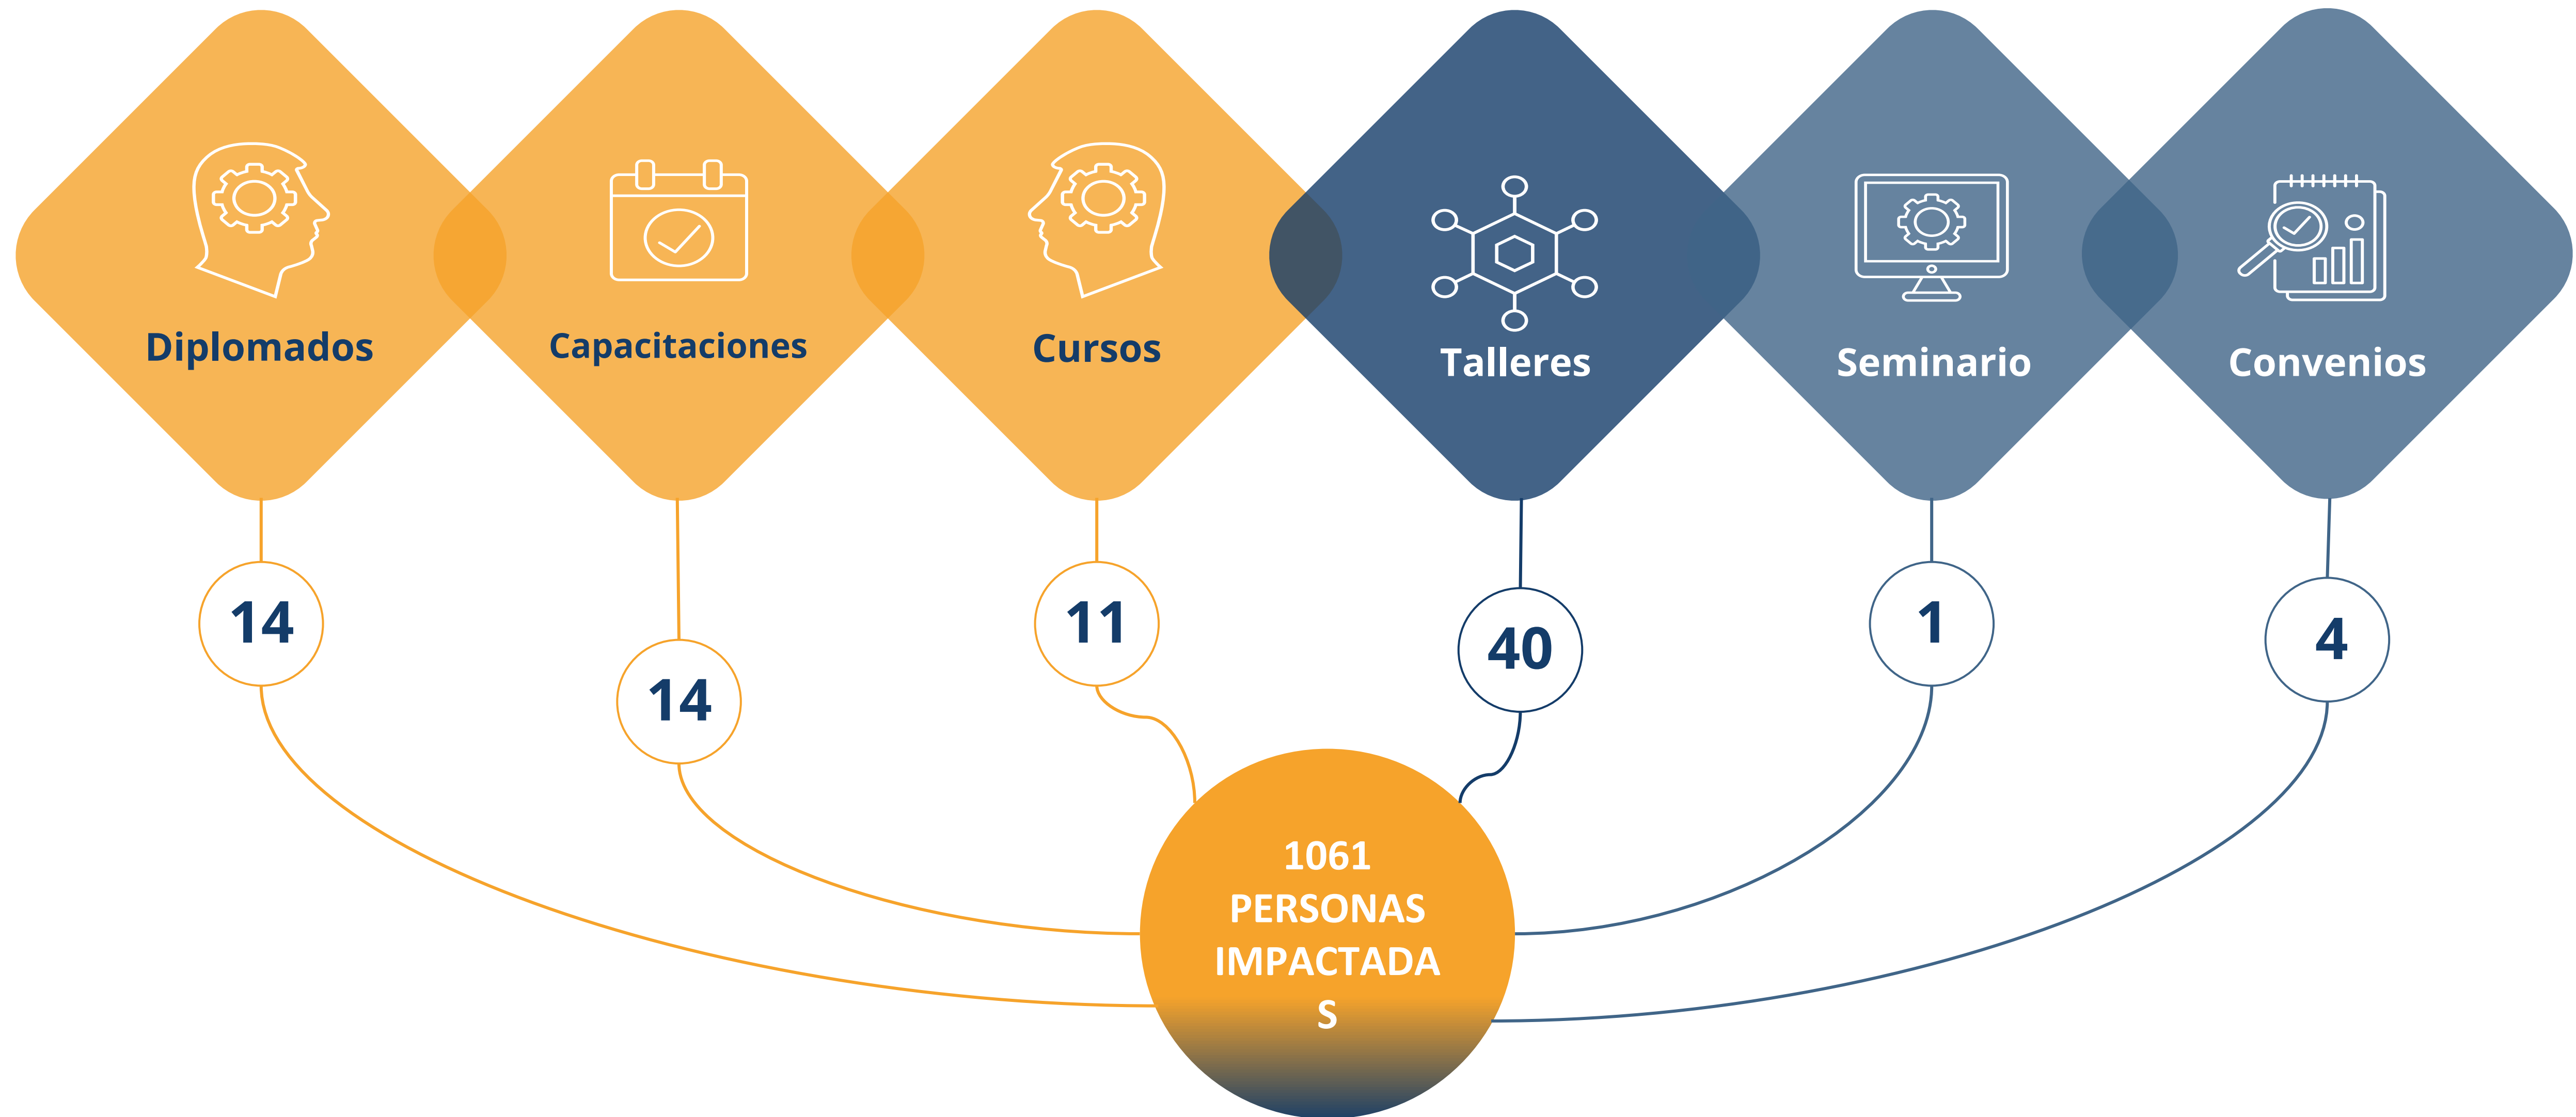 Diplomados
Capacitaciones
Cursos
Talleres
Seminario
Convenios
14
14
11
40
1
4
1061
PERSONAS
IMPACTADA
S